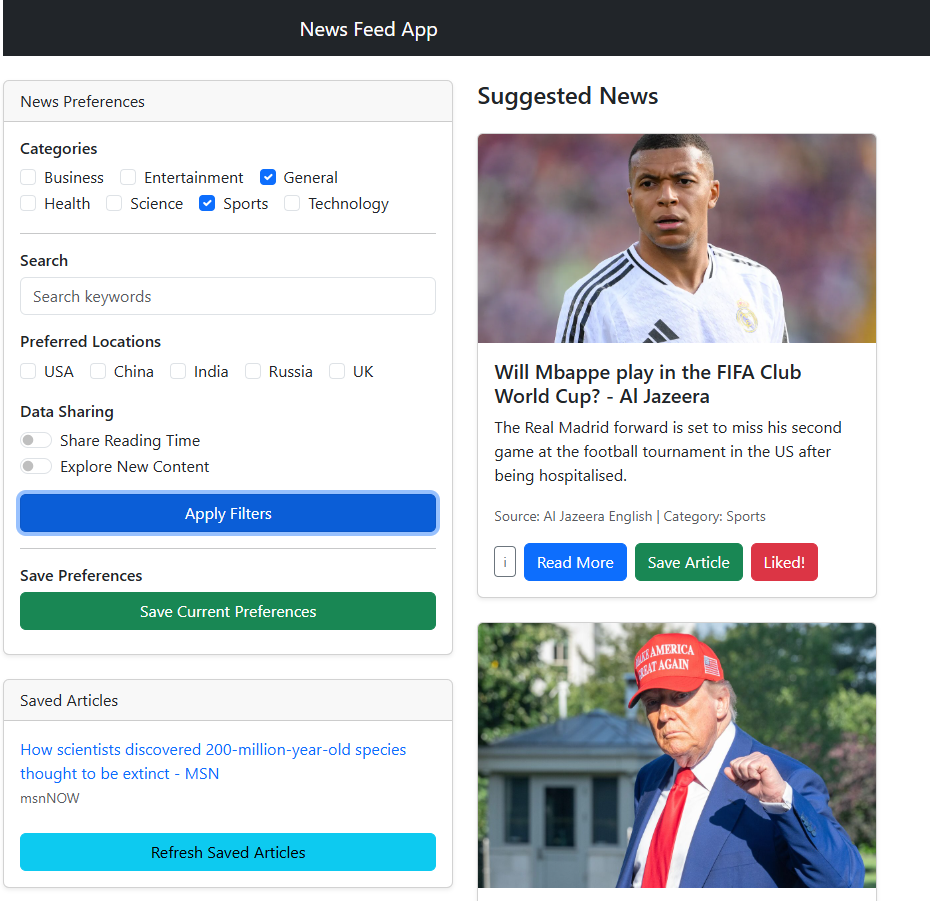 News Feed App
News Preferences
Categories
Business Entertainment General
Health Science Sports Technology
Search
Search keywords
Preferred Locations
USA China India Russia UK
Data Sharing
Share Reading Time
Explore New Content
Apply Filters
Save Preferences
Save Current Preferences
Saved Articles
How scientists discovered 200-million-year-old species
thought to be extinct - MSN
msnNOW
Refresh Saved Articles
Suggested News
Will Mbappe play in the FIFA Club
World Cup? - Al Jazeera
The Real Madrid forward is set to miss his second
game at the football tournament in the US after
being hospitalised.
Source: Al Jazeera English | Category: Sports
i Read More Save Article Liked!
MAKE AMERICA
GREAT AGAIN